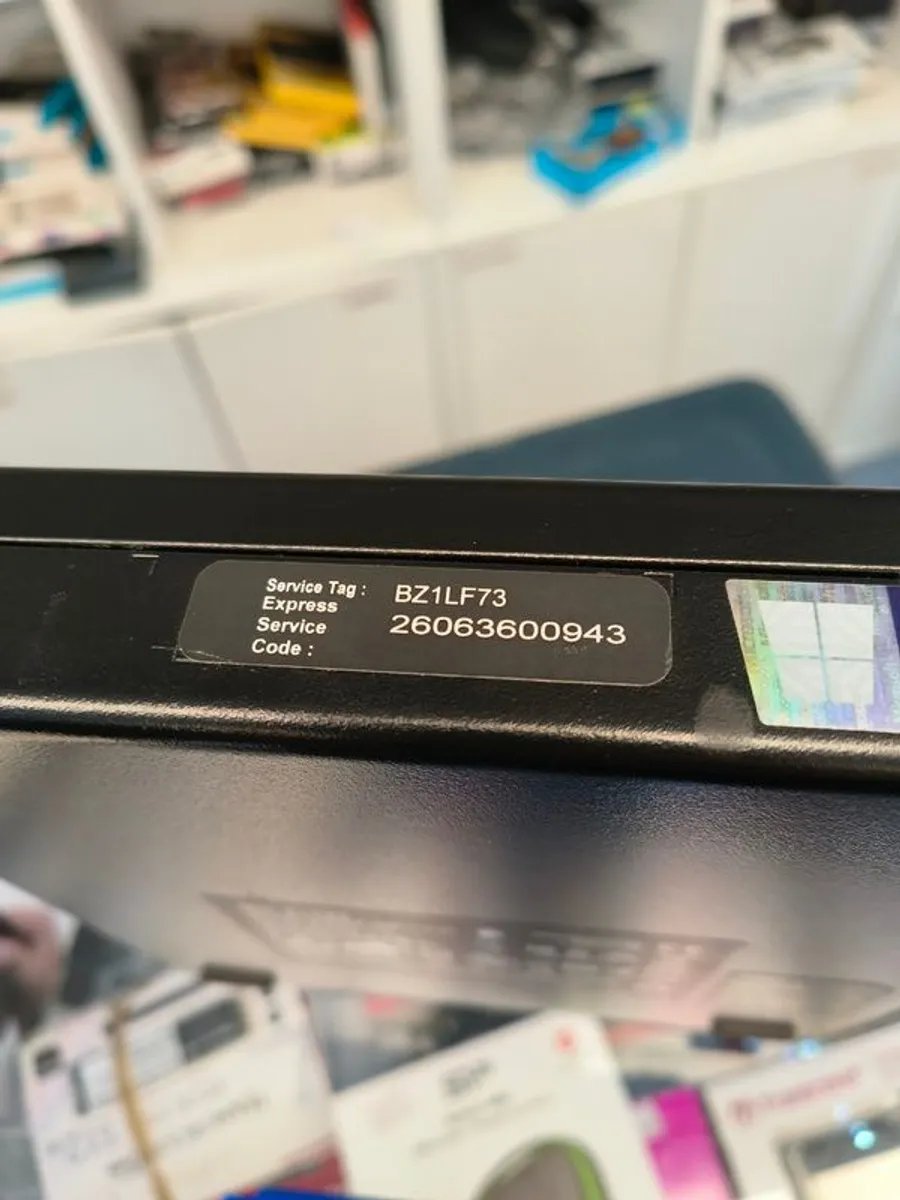 Service Tag : BZ1LF73
Express
Service 26063600943
Code :